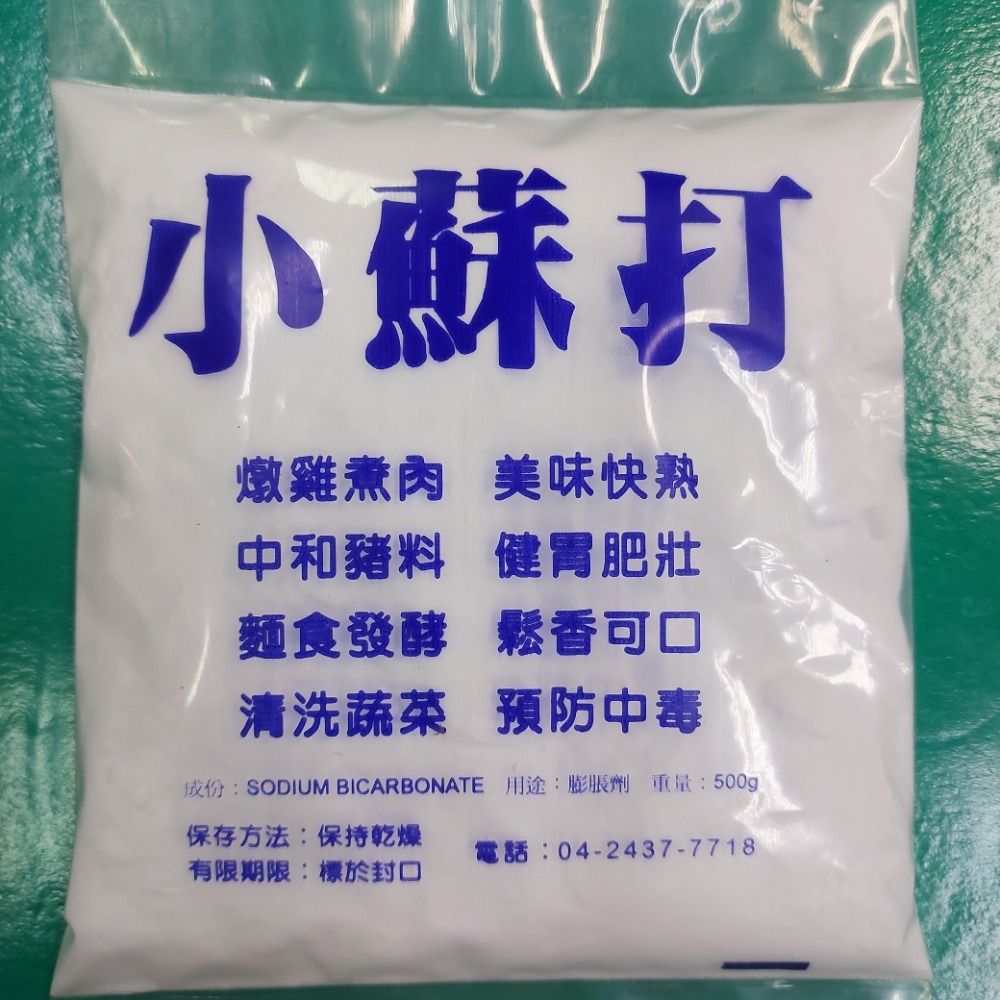 小蘇打
燉雞煮肉 美味快熟
中和豬料 健胃肥壯
麵食發酵 鬆香可口
清洗蔬菜 預防中毒
成份：SODIUM BICARBONATE 用途：膨脹劑 重量：500g
保存方法：保持乾燥
有限期限：標於封口
電話：04-2437-7718